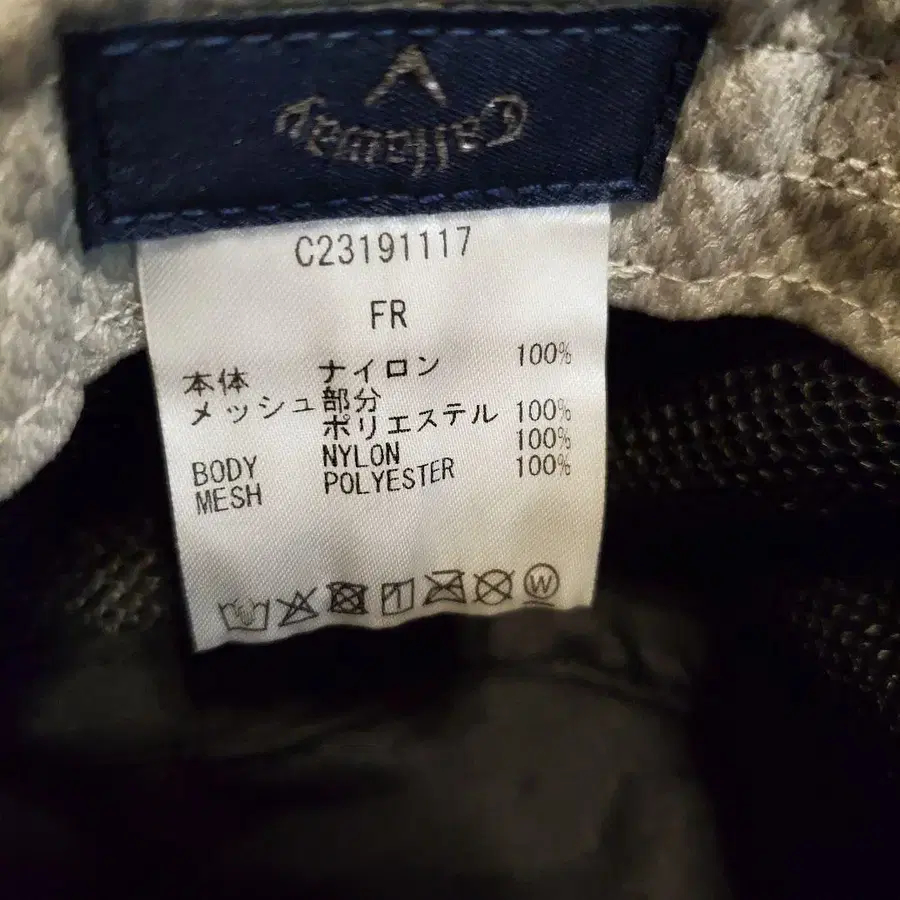 Callaway
C23191117
FR
本体 ナイロン 100%
メッシュ部分
ポリエステル 100%
BODY NYLON 100%
MESH POLYESTER 100%
W